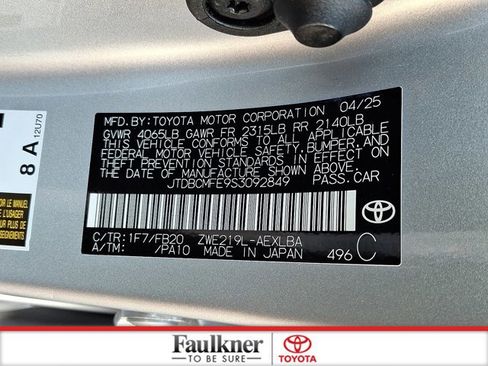 MFD.BY:TOYOTA MOTOR CORPORATION 04/25
GVWR 4065LB GAWR FR 2315LB RR 2140LB
THIS VEHICLE CONFORMS TO ALL APPLICABLE
FEDERAL MOTOR VEHICLE SAFETY,BUMPER,AND
THEFT PREVENTION STANDARDS IN EFFECT ON
THE DATE OF MANUFACTURE SHOWN ABOVE.
JTDBCMFE9S3092849 PASS.CAR
C/TR:1F7/FB20 ZWE219L-AEXLBA
A/TM: /PA10 MADE IN JAPAN 496 C
TOYOTA
8 A 12U70
Faulkner
TO BE SURE
TOYOTA